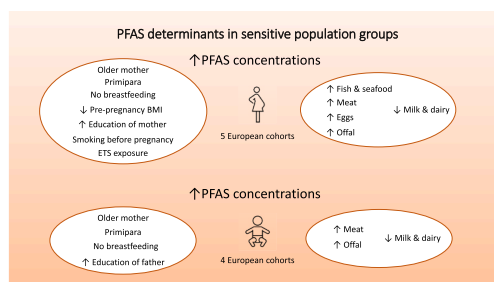 PFAS determinants in sensitive population groups
↑PFAS concentrations
Older mother
Primipara
No breastfeeding
↓ Pre-pregnancy BMI
↑ Education of mother
Smoking before pregnancy
ETS exposure
5 European cohorts
↑ Fish & seafood
↑ Meat
↑ Eggs
↑ Offal
↓ Milk & dairy
↑PFAS concentrations
Older mother
Primipara
No breastfeeding
↑ Education of father
4 European cohorts
↑ Meat
↑ Offal
↓ Milk & dairy